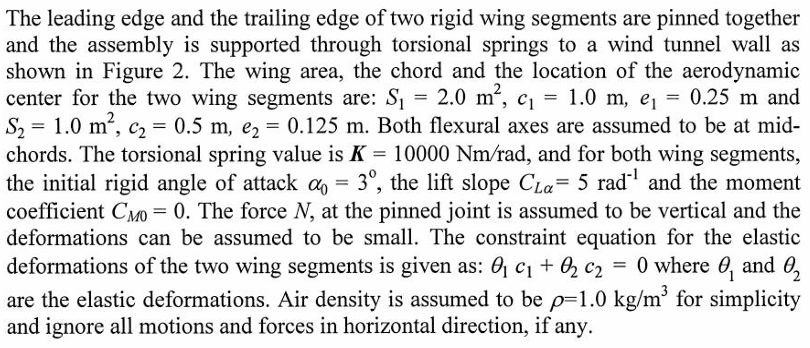 The leading edge and the trailing edge of two rigid wing segments are pinned together
and the assembly is supported through torsional springs to a wind tunnel wall as
shown in Figure 2. The wing area, the chord and the location of the aerodynamic
center for the two wing segments are: S₁ = 2.0 m², c₁ = 1.0 m, e₁ = 0.25 m and
S₂ = 1.0 m², c₂ = 0.5 m, e₂ = 0.125 m. Both flexural axes are assumed to be at mid-
chords. The torsional spring value is K = 10000 Nm/rad, and for both wing segments,
the initial rigid angle of attack α₀ = 3°, the lift slope C_Lα= 5 rad⁻¹ and the moment
coefficient C_M0 = 0. The force N, at the pinned joint is assumed to be vertical and the
deformations can be assumed to be small. The constraint equation for the elastic
deformations of the two wing segments is given as: θ₁ c₁ + θ₂ c₂ = 0 where θ₁ and θ₂
are the elastic deformations. Air density is assumed to be ρ=1.0 kg/m³ for simplicity
and ignore all motions and forces in horizontal direction, if any.